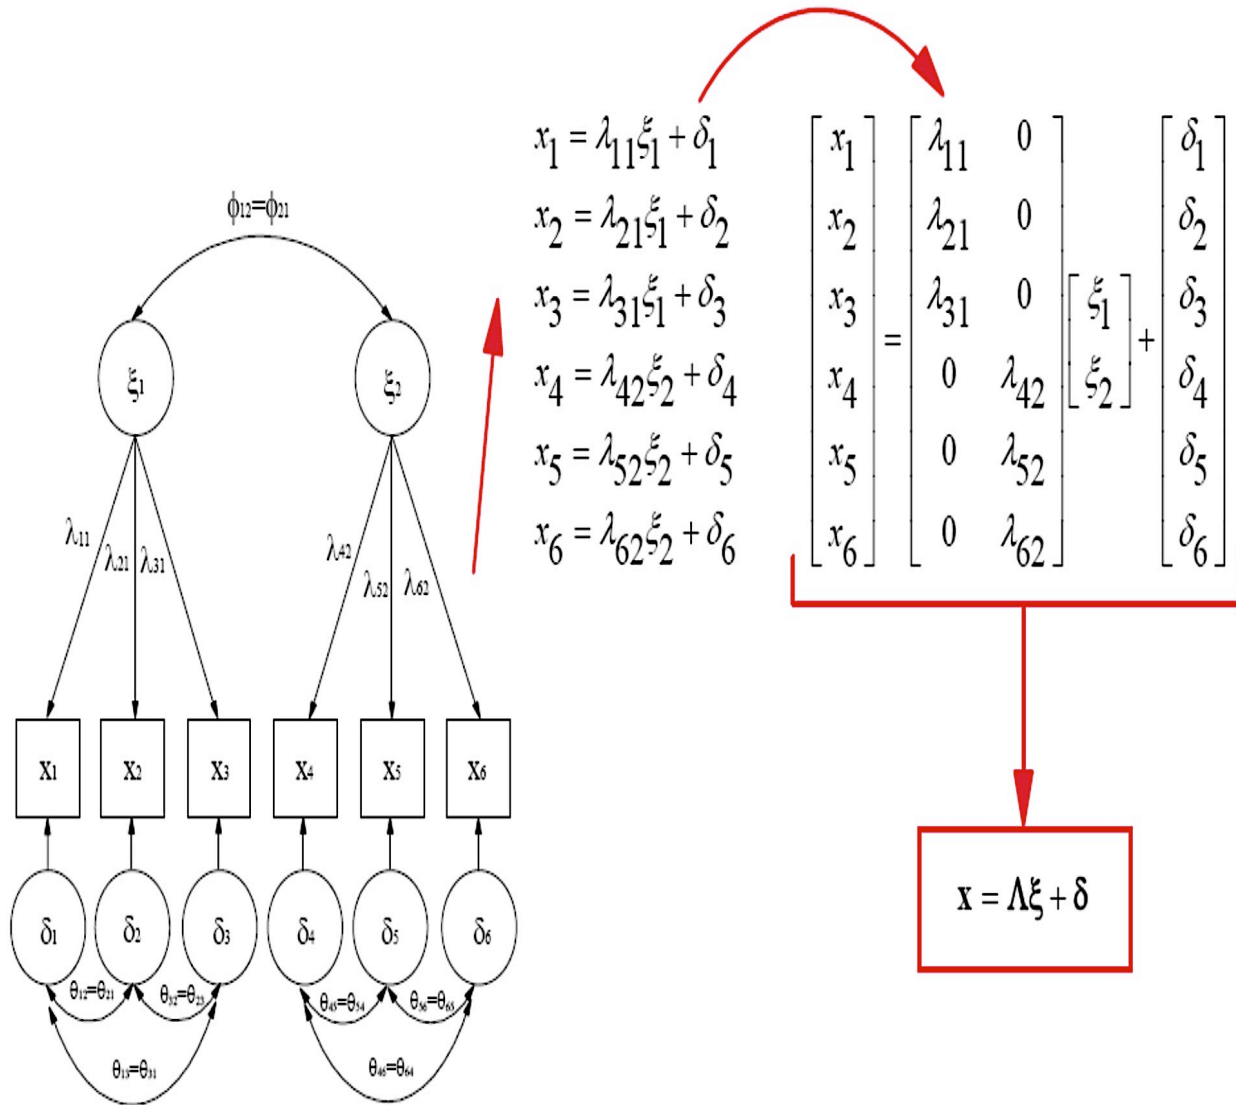 ϕ₁₂=ϕ₂₁
ξ₁ ξ₂
λ₁₁ λ₂₁ λ₃₁ λ₄₂ λ₅₂ λ₆₂
x₁ x₂ x₃ x₄ x₅ x₆
δ₁ δ₂ δ₃ δ₄ δ₅ δ₆
θ₁₂=θ₂₁ θ₃₂=θ₂₃ θ₄₅=θ₅₄ θ₅₆=θ₆₅
θ₁₃=θ₃₁ θ₄₆=θ₆₄
x₁ = λ₁₁ξ₁ + δ₁
x₂ = λ₂₁ξ₁ + δ₂
x₃ = λ₃₁ξ₁ + δ₃
x₄ = λ₄₂ξ₂ + δ₄
x₅ = λ₅₂ξ₂ + δ₅
x₆ = λ₆₂ξ₂ + δ₆
[x₁] [λ₁₁ 0] [δ₁]
[x₂] [λ₂₁ 0] [δ₂]
[x₃] [λ₃₁ 0] [ξ₁] [δ₃]
= +
[x₄] [0 λ₄₂] [ξ₂] [δ₄]
[x₅] [0 λ₅₂] [δ₅]
[x₆] [0 λ₆₂] [δ₆]
x = Λξ + δ